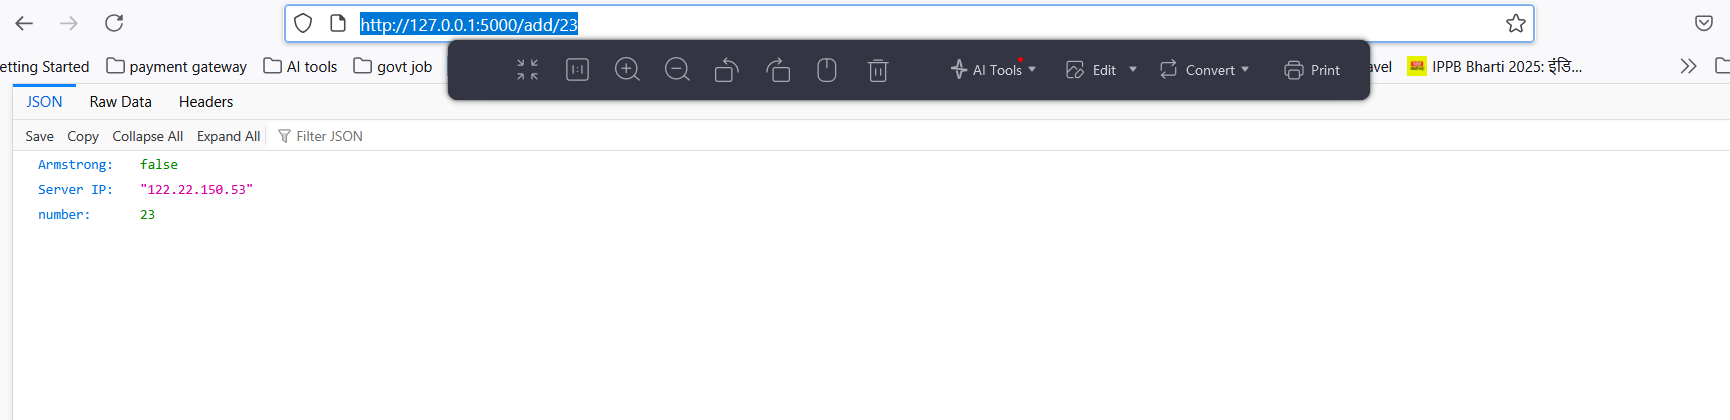 http://127.0.0.1:5000/add/23
etting Started payment gateway AI tools govt job avel IPPB Bharti 2025: इंडि...
1:1 AI Tools Edit Convert Print
JSON Raw Data Headers
Save Copy Collapse All Expand All Filter JSON
Armstrong: false
Server IP: "122.22.150.53"
number: 23